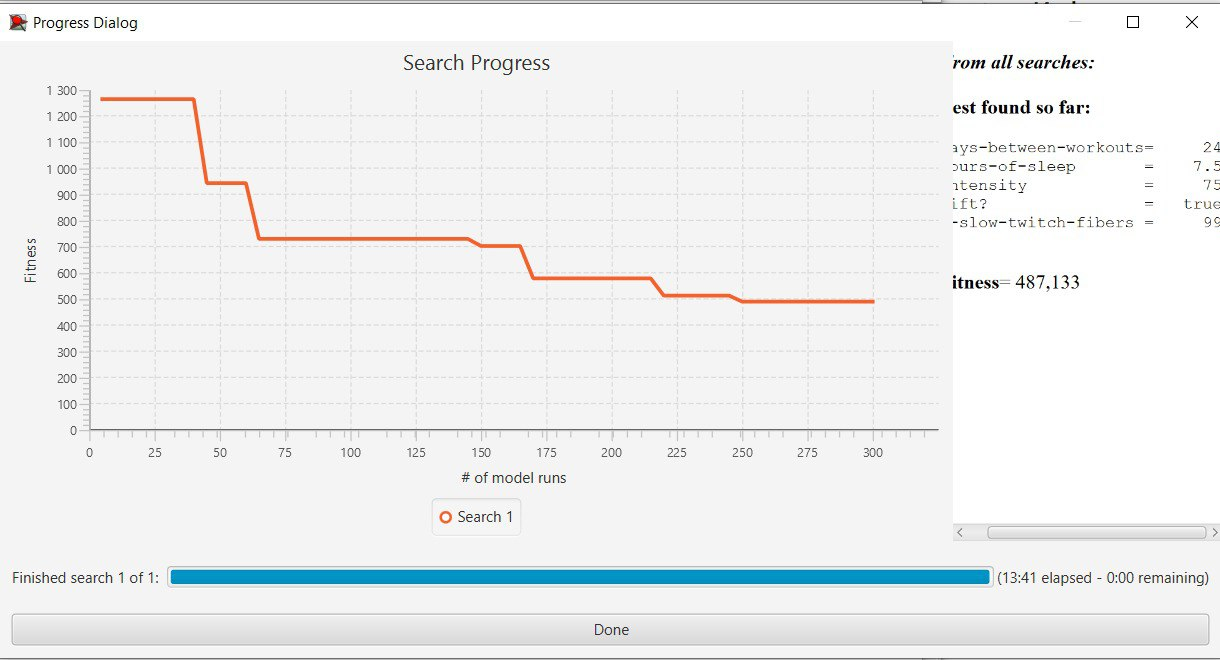 Progress Dialog
Search Progress
Fitness
1 300
1 200
1 100
1 000
900
800
700
600
500
400
300
200
100
0
0 25 50 75 100 125 150 175 200 225 250 275 300
# of model runs
Search 1
from all searches:
est found so far:
ays-between-workouts= 24
ours-of-sleep = 7.5
ntensity = 75
ift? = true
-slow-twitch-fibers = 99
itness= 487,133
Finished search 1 of 1: (13:41 elapsed - 0:00 remaining)
Done